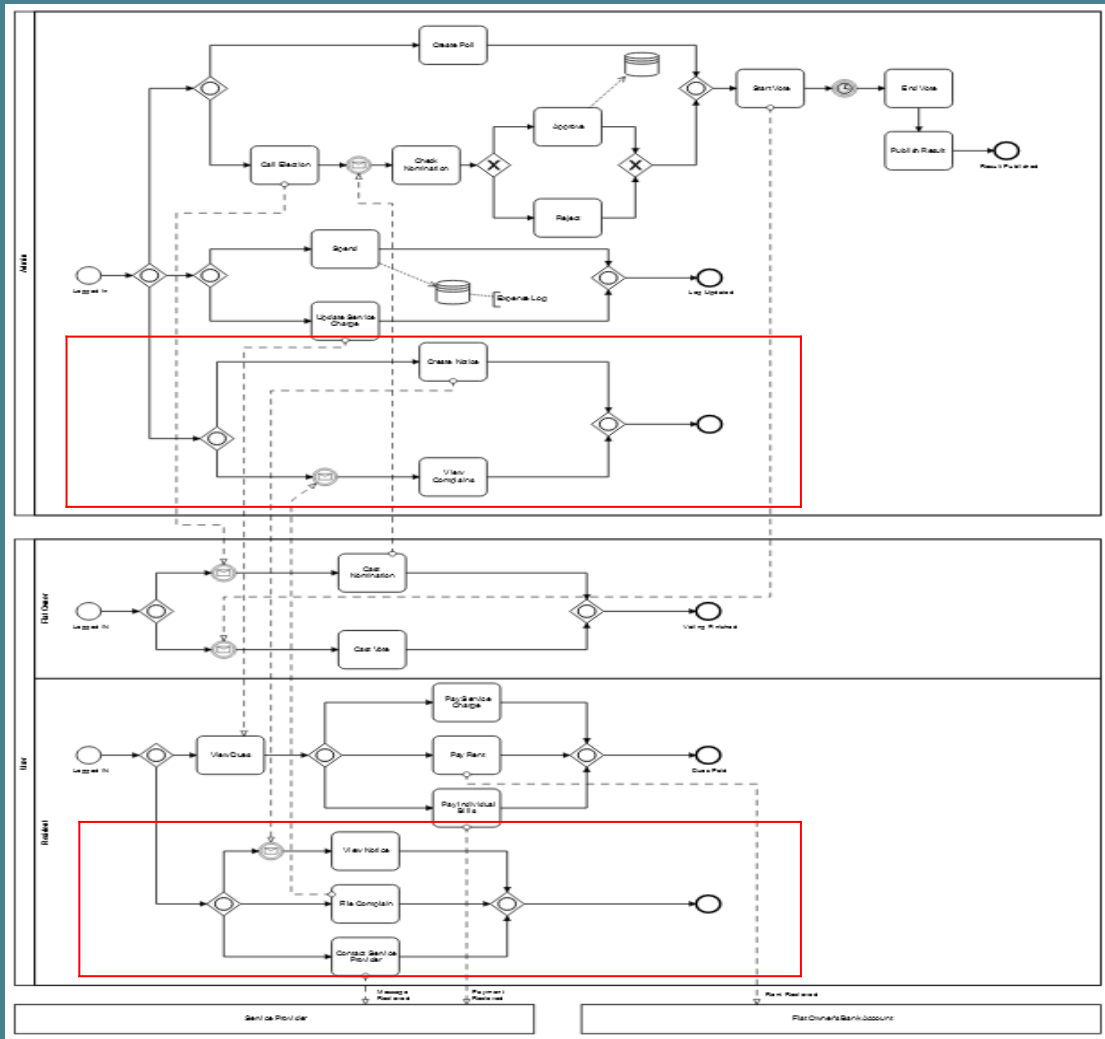 Create Poll
Start Vote
End Vote
Approve
Call Election
Check
Nomination
Publish Result
Result Published
Reject
Admin
Spend
Logged In
Expense Log
Log Updated
Update Service
Charge
Create Notice
View
Complains
Flat Owner
Cast
Nomination
Logged IN
Voting Finished
Cast Vote
User
Resident
Pay Service
Charge
Logged IN
View Dues
Pay Rent
Dues Paid
Pay Individual
Bills
View Notice
File Complain
Contact Service
Provider
Message
Recieved
Payment
Recieved
Rent Recieved
Service Provider
Flat Owner's Bank Account